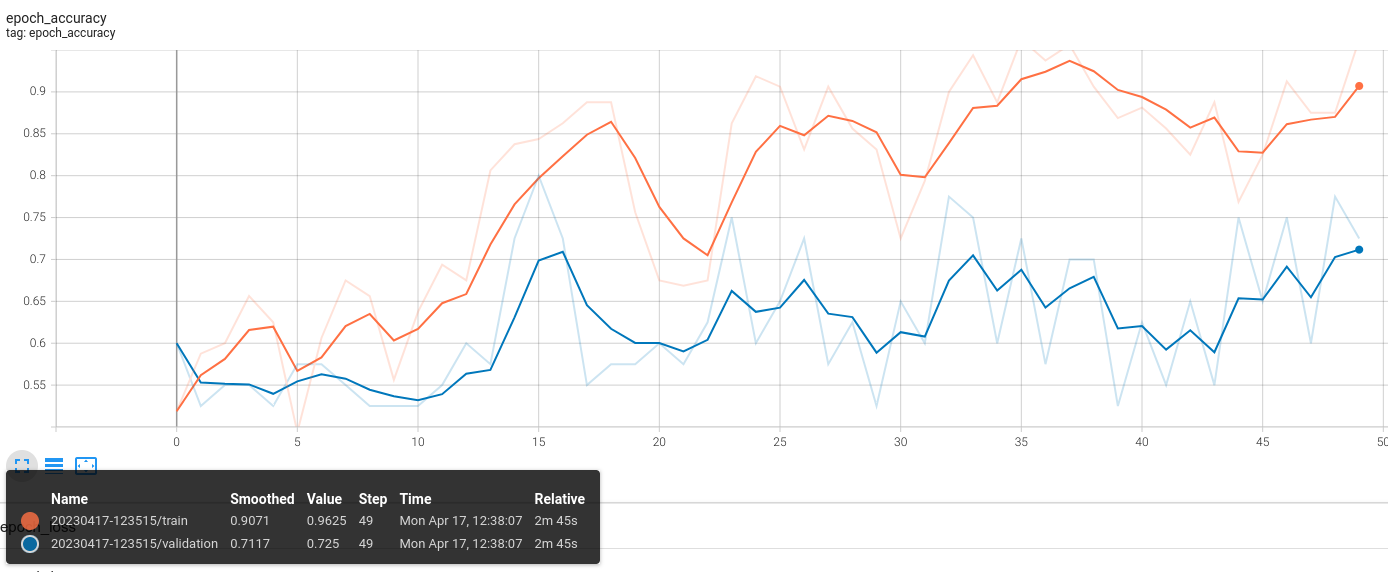 epoch_accuracy
tag: epoch_accuracy
0.9
0.85
0.8
0.75
0.7
0.65
0.6
0.55
0 5 10 15 20 25 30 35 40 45 50
Name Smoothed Value Step Time Relative
20230417-123515/train 0.9071 0.9625 49 Mon Apr 17, 12:38:07 2m 45s
epoch_loss
20230417-123515/validation 0.7117 0.725 49 Mon Apr 17, 12:38:07 2m 45s